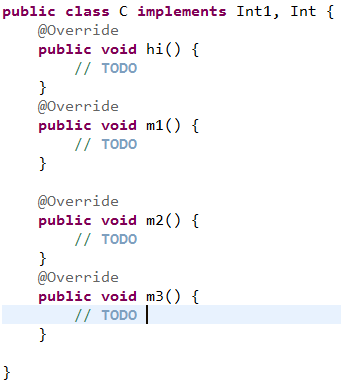 public class C implements Int1, Int {
    @Override
    public void hi() {
        // TODO
    }
    @Override
    public void m1() {
        // TODO
    }

    @Override
    public void m2() {
        // TODO
    }
    @Override
    public void m3() {
        // TODO
    }

}